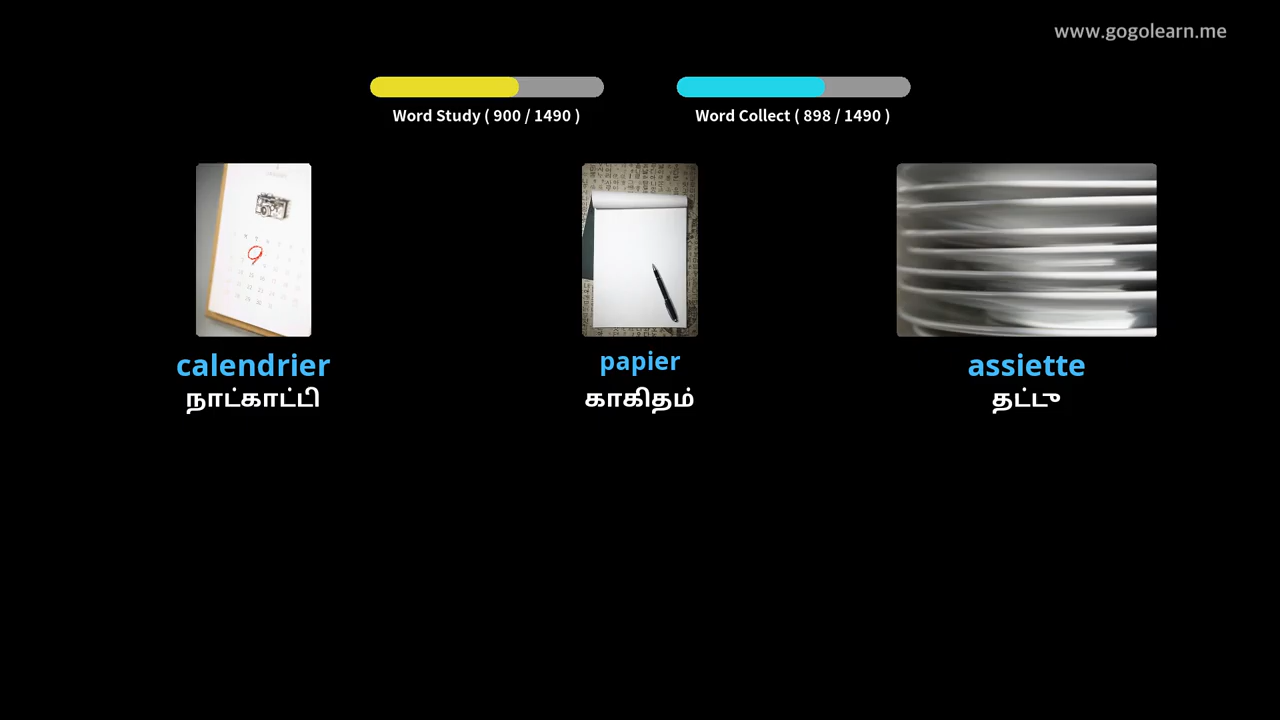 www.gogolearn.me
Word Study ( 900 / 1490 )
Word Collect ( 898 / 1490 )
calendrier
நாட்காட்டி
papier
காகிதம்
assiette
தட்டு